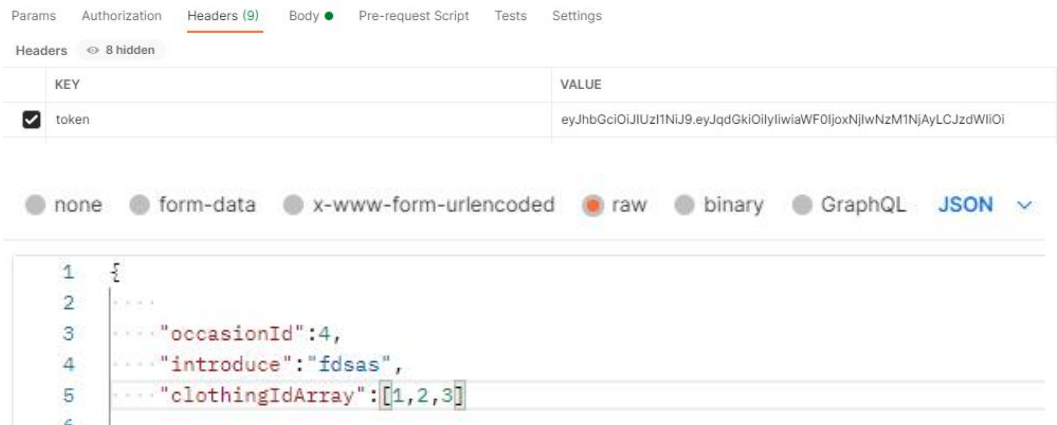 Params Authorization Headers (9) Body Pre-request Script Tests Settings
Headers 8 hidden
KEY VALUE
token eyJhbGciOiJIUzI1NiJ9.eyJqdGkiOiIyIiwiaWF0IjoxNjIwNzM1NjAyLCJzdWIiOi
none form-data x-www-form-urlencoded raw binary GraphQL JSON
1 {
2
3 "occasionId":4,
4 "introduce":"fdsas",
5 "clothingIdArray":[1,2,3]
6